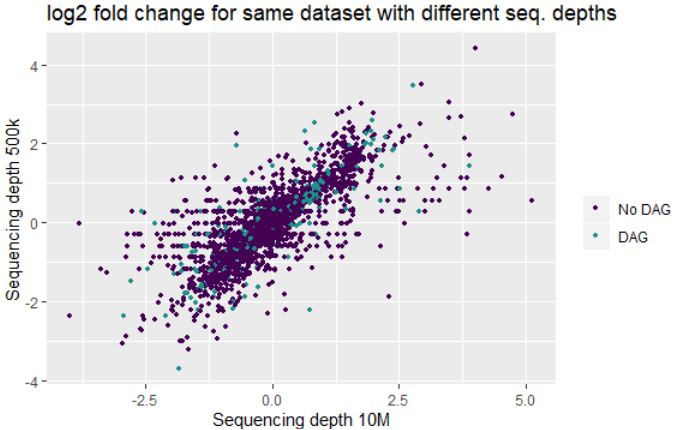 log2 fold change for same dataset with different seq. depths
4
2
0
-2
-4
Sequencing depth 500k
-2.5 0.0 2.5 5.0
Sequencing depth 10M
No DAG
DAG